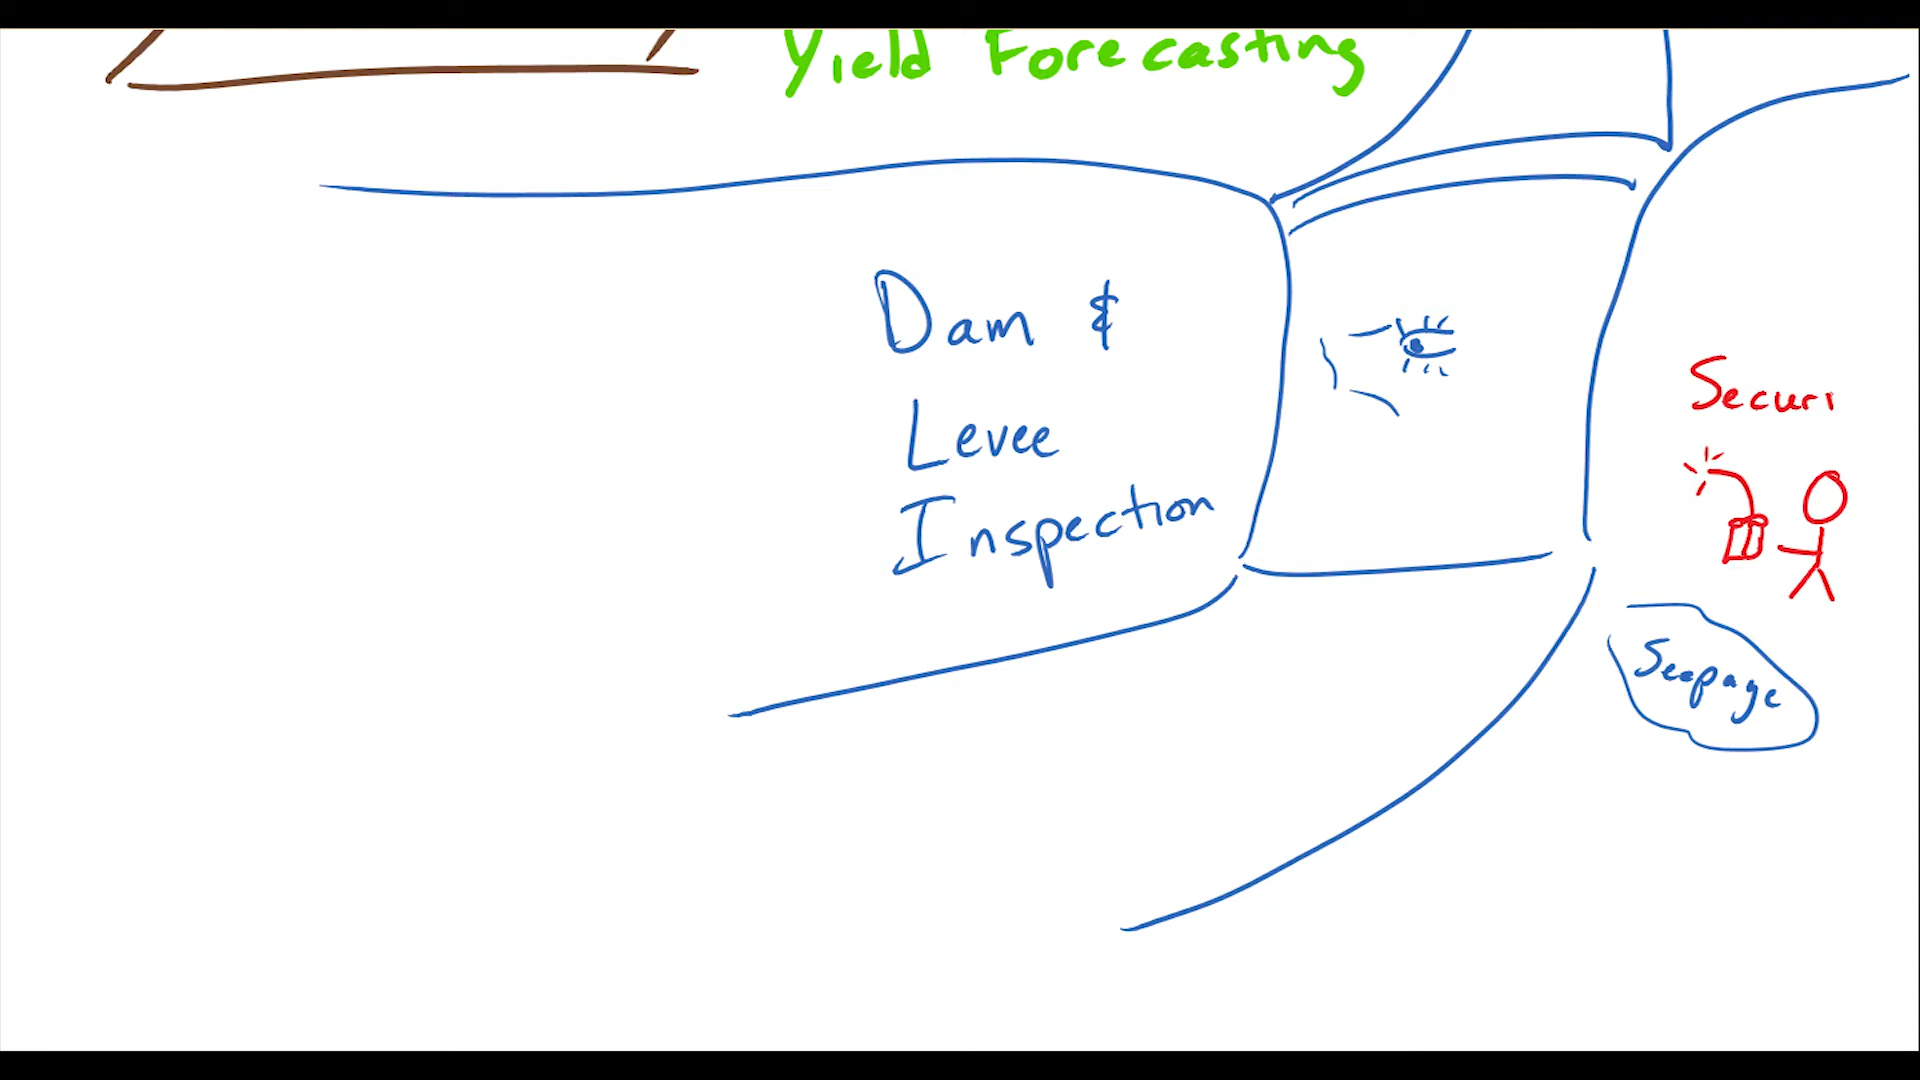 Yield Forecasting
Dam &
Levee
Inspection
Securi
Seepage